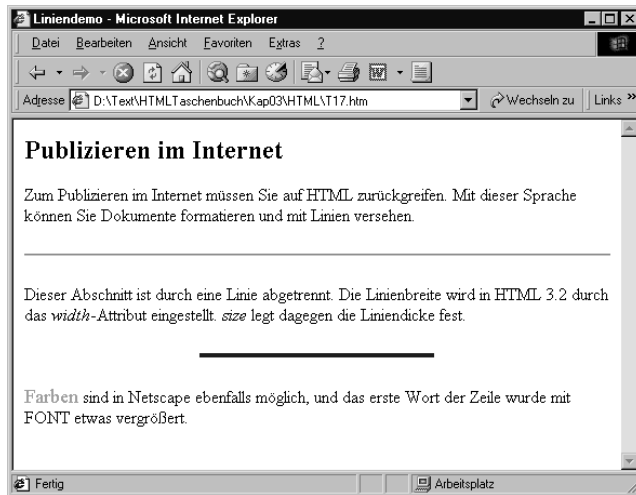 Liniendemo - Microsoft Internet Explorer
Datei Bearbeiten Ansicht Favoriten Extras ?
Adresse D:\Text\HTMLTaschenbuch\Kap03\HTML\T17.htm Wechseln zu Links »
Publizieren im Internet
Zum Publizieren im Internet müssen Sie auf HTML zurückgreifen. Mit dieser Sprache
können Sie Dokumente formatieren und mit Linien versehen.
Dieser Abschnitt ist durch eine Linie abgetrennt. Die Linienbreite wird in HTML 3.2 durch
das width-Attribut eingestellt. size legt dagegen die Liniendicke fest.
Farben sind in Netscape ebenfalls möglich, und das erste Wort der Zeile wurde mit
FONT etwas vergrößert.
Fertig Arbeitsplatz